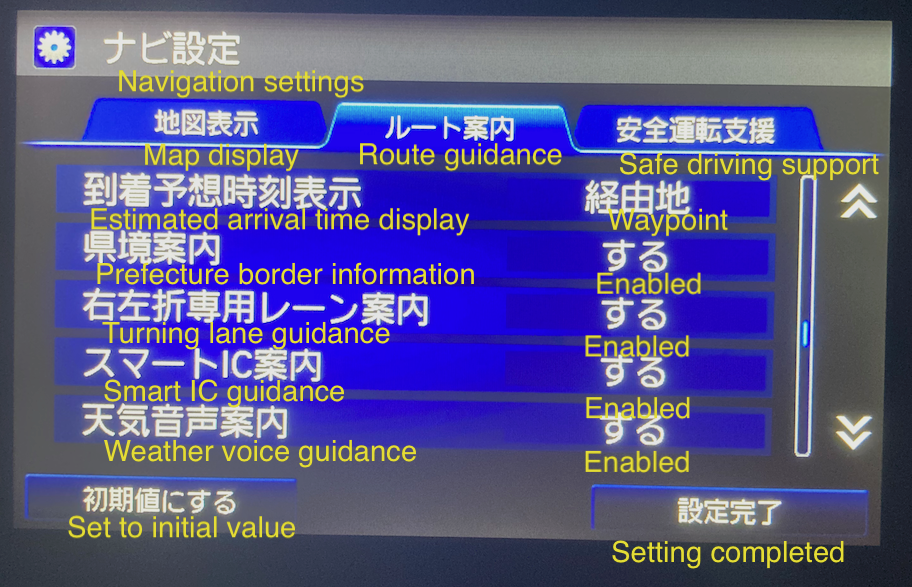 ナビ設定
Navigation settings
地図表示 ルート案内 安全運転支援
Map display Route guidance Safe driving support
到着予想時刻表示 経由地
Estimated arrival time display Waypoint
県境案内 する
Prefecture border information Enabled
右左折専用レーン案内 する
Turning lane guidance Enabled
スマートIC案内 する
Smart IC guidance Enabled
天気音声案内 する
Weather voice guidance Enabled
初期値にする 設定完了
Set to initial value Setting completed